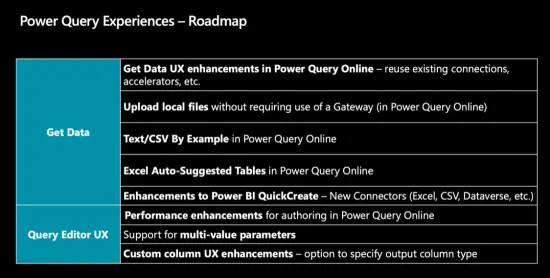 Power Query Experiences – Roadmap
Get Data
Get Data UX enhancements in Power Query Online – reuse existing connections,
accelerators, etc.
Upload local files without requiring use of a Gateway (in Power Query Online)
Text/CSV By Example in Power Query Online
Excel Auto-Suggested Tables in Power Query Online
Enhancements to Power BI QuickCreate – New Connectors (Excel, CSV, Dataverse, etc.)
Query Editor UX
Performance enhancements for authoring in Power Query Online
Support for multi-value parameters
Custom column UX enhancements – option to specify output column type